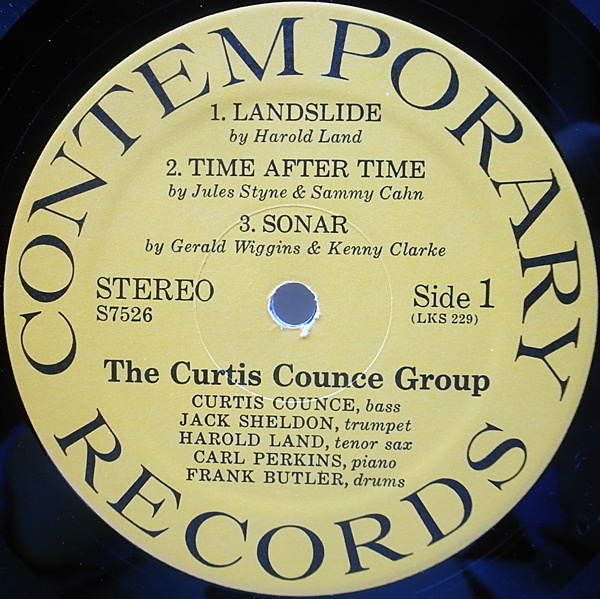 CONTEMPORARY
1. LANDSLIDE
by Harold Land
2. TIME AFTER TIME
by Jules Styne & Sammy Cahn
3. SONAR
by Gerald Wiggins & Kenny Clarke
STEREO
S7526
Side 1
(LKS 229)
The Curtis Counce Group
CURTIS COUNCE, bass
JACK SHELDON, trumpet
HAROLD LAND, tenor sax
CARL PERKINS, piano
FRANK BUTLER, drums
RECORDS